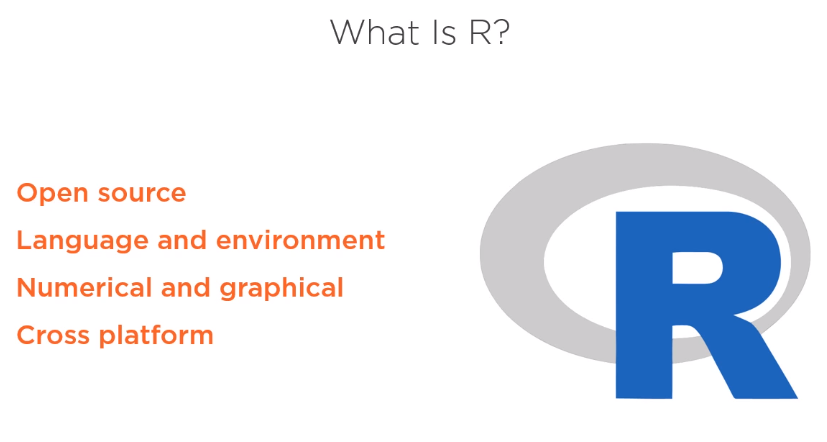 What Is R?
Open source
Language and environment
Numerical and graphical
Cross platform
R